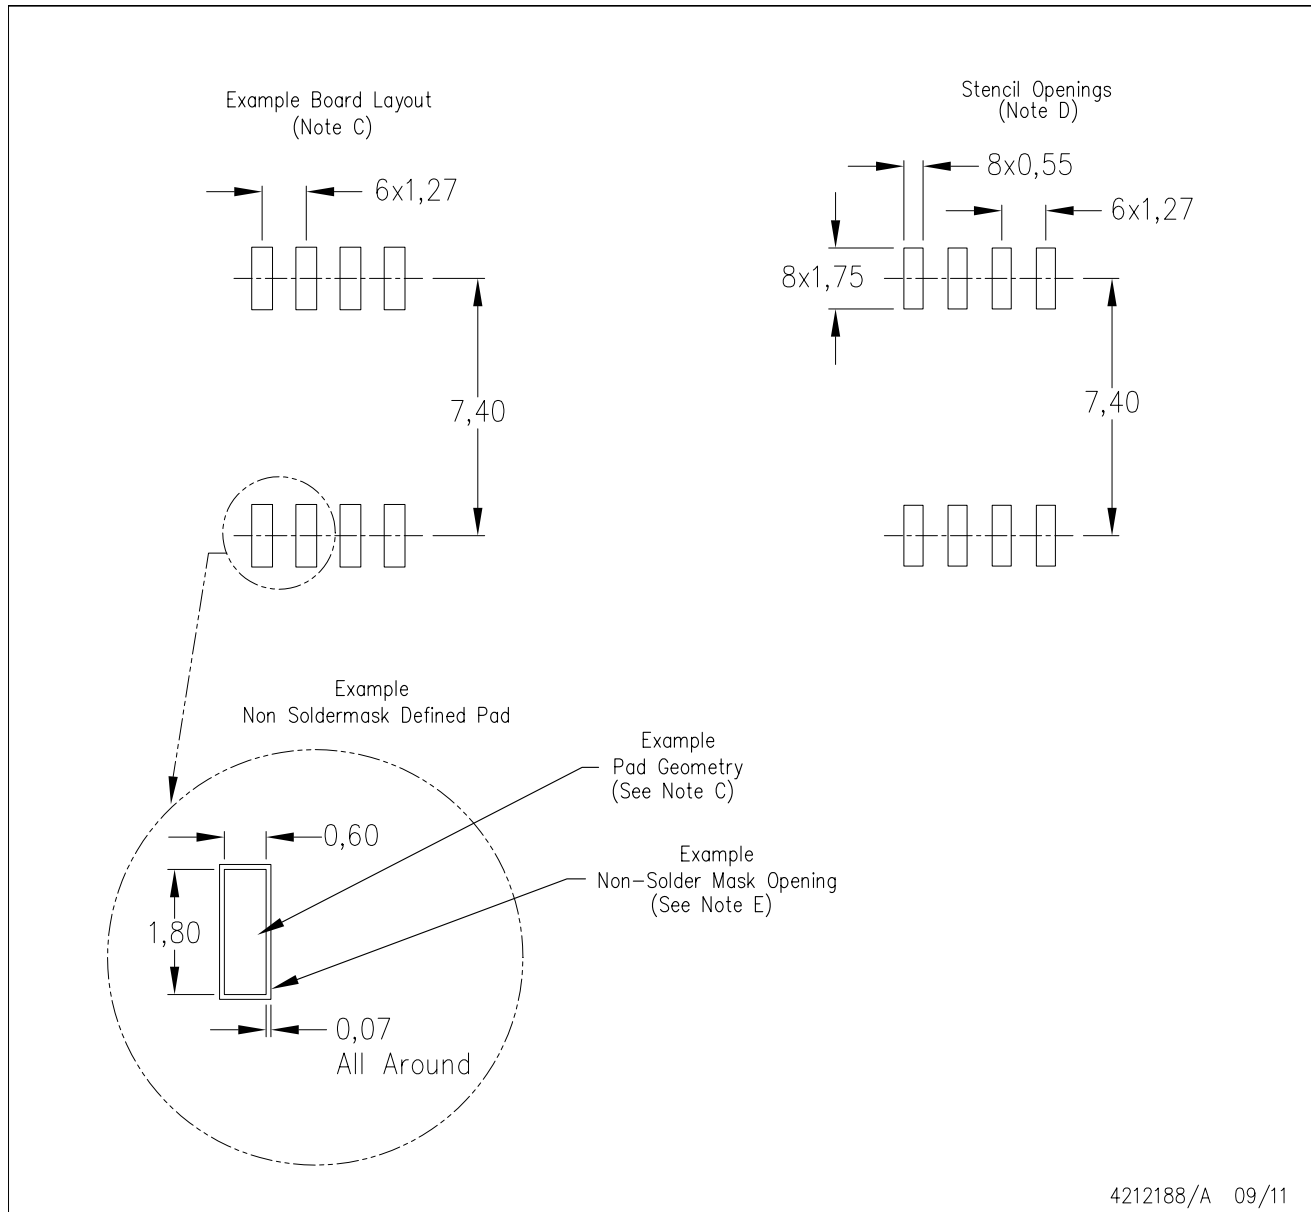 Example Board Layout
(Note C)
6x1,27
7,40
Stencil Openings
(Note D)
8x0,55
6x1,27
8x1,75
7,40
Example
Non Soldermask Defined Pad
Example
Pad Geometry
(See Note C)
0,60
Example
Non-Solder Mask Opening
(See Note E)
1,80
0,07
All Around
4212188/A 09/11